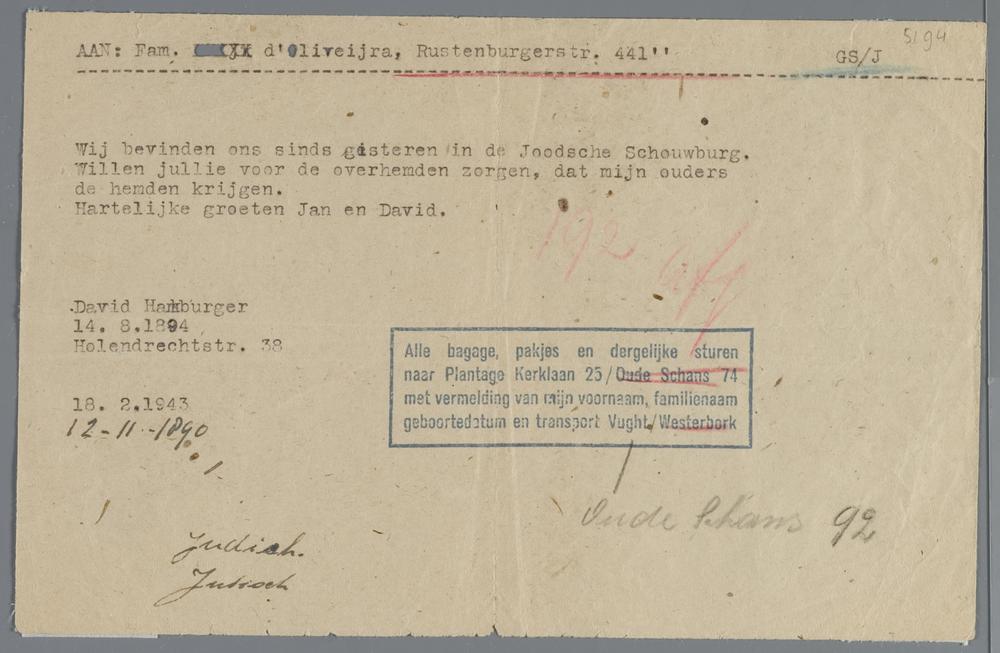 5194
AAN: Fam. d'Oliveijra, Rustenburgerstr. 441'' GS/J
Wij bevinden ons sinds gisteren in de Joodsche Schouwburg.
Willen jullie voor de overhemden zorgen, dat mijn ouders
de hemden krijgen.
Hartelijke groeten Jan en David.
192
David Hamburger
14. 8.1894
Holendrechtstr. 38
Alle bagage, pakjes en dergelijke sturen
naar Plantage Kerklaan 25/Oude Schans 74
met vermelding van mijn voornaam, familienaam
geboortedatum en transport Vught/Westerbork
18. 2.1943
12-11-1890
Oude Schans 92